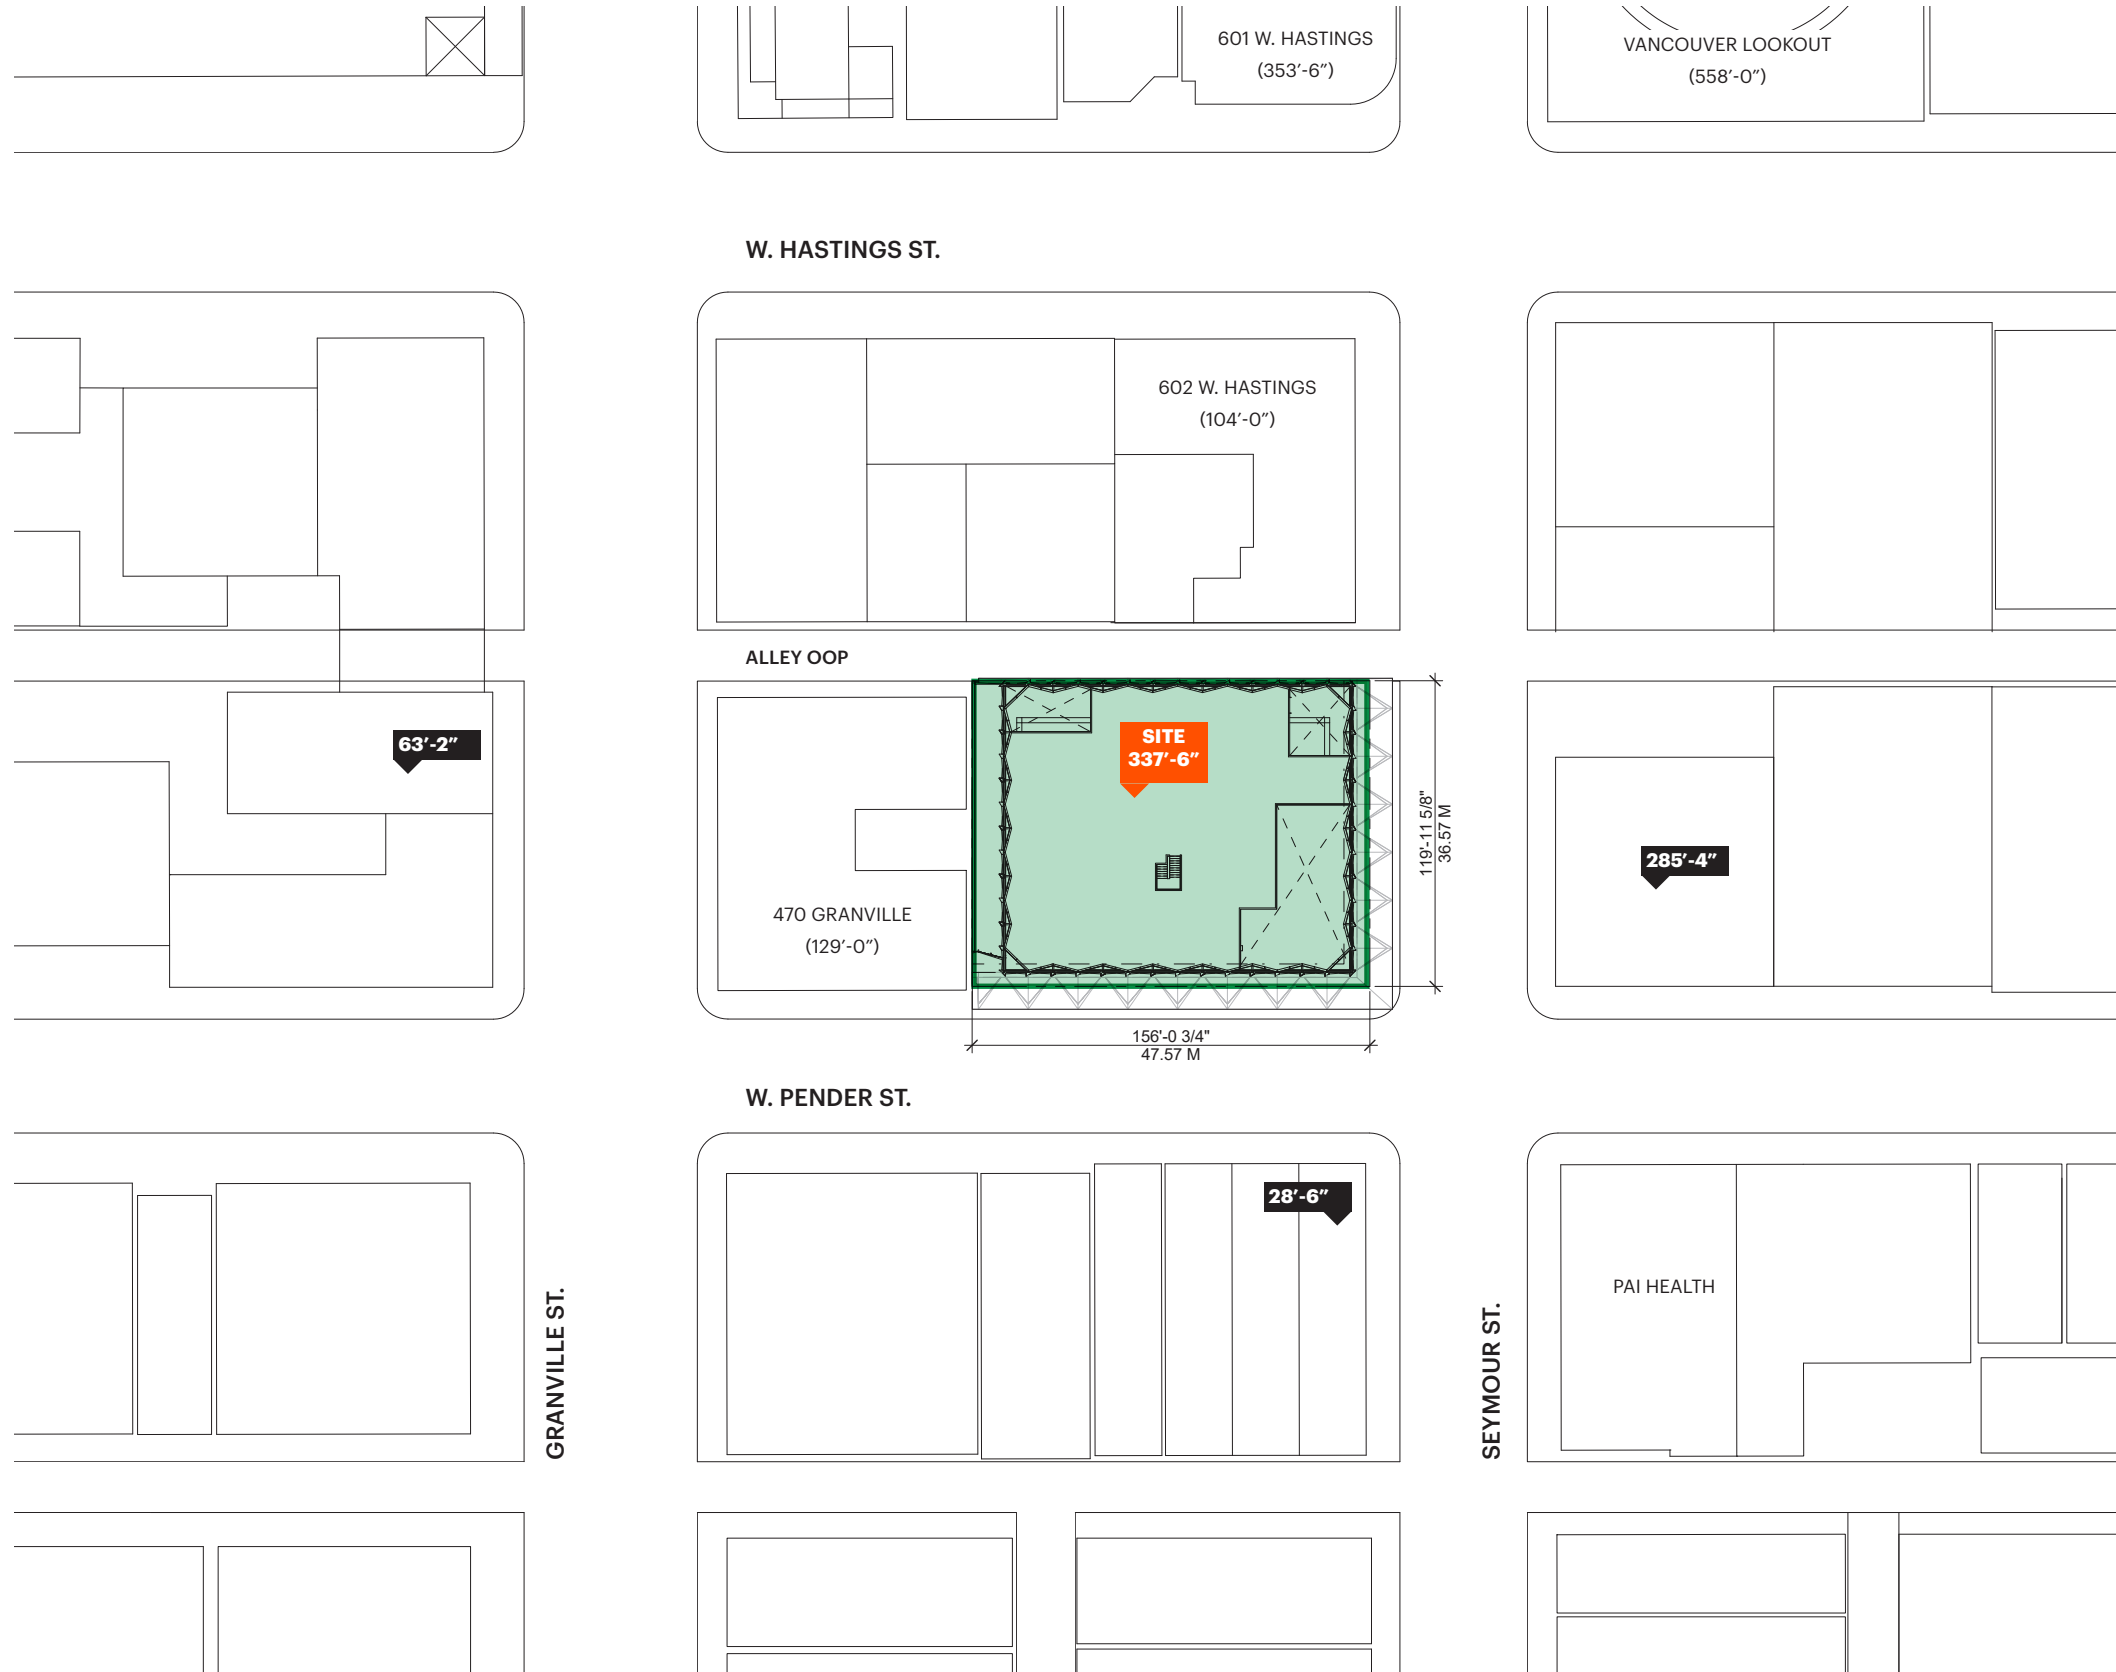 601 W. HASTINGS
(353′-6″)
VANCOUVER LOOKOUT
(558′-0″)
W. HASTINGS ST.
602 W. HASTINGS
(104′-0″)
ALLEY OOP
63′-2″
SITE
337′-6″
119'-11 5/8"
36.57 M
285′-4″
470 GRANVILLE
(129′-0″)
156'-0 3/4"
47.57 M
W. PENDER ST.
28′-6″
PAI HEALTH
GRANVILLE ST.
SEYMOUR ST.